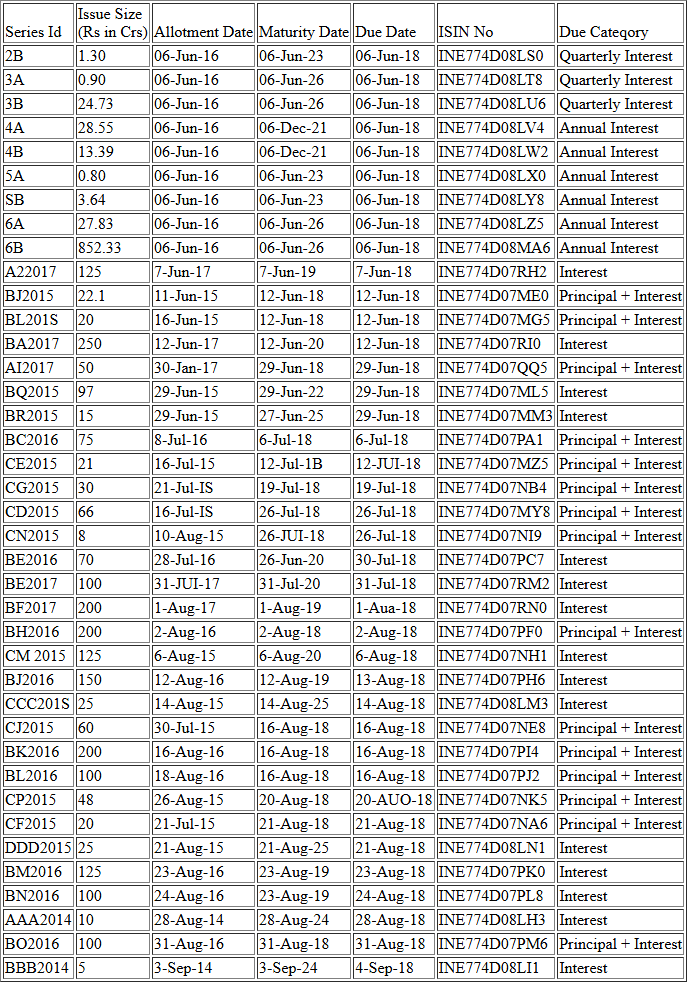 Series Id Issue Size (Rs in Crs) Allotment Date Maturity Date Due Date ISIN No Due Cateqory
2B 1.30 06-Jun-16 06-Jun-23 06-Jun-18 INE774D08LS0 Quarterly Interest
3A 0.90 06-Jun-16 06-Jun-26 06-Jun-18 INE774D08LT8 Quarterly Interest
3B 24.73 06-Jun-16 06-Jun-26 06-Jun-18 INE774D08LU6 Quarterly Interest
4A 28.55 06-Jun-16 06-Dec-21 06-Jun-18 INE774D08LV4 Annual Interest
4B 13.39 06-Jun-16 06-Dec-21 06-Jun-18 INE774D08LW2 Annual Interest
5A 0.80 06-Jun-16 06-Jun-23 06-Jun-18 INE774D08LX0 Annual Interest
SB 3.64 06-Jun-16 06-Jun-23 06-Jun-18 INE774D08LY8 Annual Interest
6A 27.83 06-Jun-16 06-Jun-26 06-Jun-18 INE774D08LZ5 Annual Interest
6B 852.33 06-Jun-16 06-Jun-26 06-Jun-18 INE774D08MA6 Annual Interest
A22017 125 7-Jun-17 7-Jun-19 7-Jun-18 INE774D07RH2 Interest
BJ2015 22.1 11-Jun-15 12-Jun-18 12-Jun-18 INE774D07ME0 Principal + Interest
BL201S 20 16-Jun-15 12-Jun-18 12-Jun-18 INE774D07MG5 Principal + Interest
BA2017 250 12-Jun-17 12-Jun-20 12-Jun-18 INE774D07RI0 Interest
AI2017 50 30-Jan-17 29-Jun-18 29-Jun-18 INE774D07QQ5 Principal + Interest
BQ2015 97 29-Jun-15 29-Jun-22 29-Jun-18 INE774D07ML5 Interest
BR2015 15 29-Jun-15 27-Jun-25 29-Jun-18 INE774D07MM3 Interest
BC2016 75 8-Jul-16 6-Jul-18 6-Jul-18 INE774D07PA1 Principal + Interest
CE2015 21 16-Jul-15 12-Jul-1B 12-JUI-18 INE774D07MZ5 Principal + Interest
CG2015 30 21-Jul-IS 19-Jul-18 19-Jul-18 INE774D07NB4 Principal + Interest
CD2015 66 16-Jul-IS 26-Jul-18 26-Jul-18 INE774D07MY8 Principal + Interest
CN2015 8 10-Aug-15 26-JUI-18 26-Jul-18 INE774D07NI9 Principal + Interest
BE2016 70 28-Jul-16 26-Jun-20 30-Jul-18 INE774D07PC7 Interest
BE2017 100 31-JUI-17 31-Jul-20 31-Jul-18 INE774D07RM2 Interest
BF2017 200 1-Aug-17 1-Aug-19 1-Aua-18 INE774D07RN0 Interest
BH2016 200 2-Aug-16 2-Aug-18 2-Aug-18 INE774D07PF0 Principal + Interest
CM 2015 125 6-Aug-15 6-Aug-20 6-Aug-18 INE774D07NH1 Interest
BJ2016 150 12-Aug-16 12-Aug-19 13-Aug-18 INE774D07PH6 Interest
CCC201S 25 14-Aug-15 14-Aug-25 14-Aug-18 INE774D08LM3 Interest
CJ2015 60 30-Jul-15 16-Aug-18 16-Aug-18 INE774D07NE8 Principal + Interest
BK2016 200 16-Aug-16 16-Aug-18 16-Aug-18 INE774D07PI4 Principal + Interest
BL2016 100 18-Aug-16 16-Aug-18 16-Aug-18 INE774D07PJ2 Principal + Interest
CP2015 48 26-Aug-15 20-Aug-18 20-AUO-18 INE774D07NK5 Principal + Interest
CF2015 20 21-Jul-15 21-Aug-18 21-Aug-18 INE774D07NA6 Principal + Interest
DDD2015 25 21-Aug-15 21-Aug-25 21-Aug-18 INE774D08LN1 Interest
BM2016 125 23-Aug-16 23-Aug-19 23-Aug-18 INE774D07PK0 Interest
BN2016 100 24-Aug-16 23-Aug-19 24-Aug-18 INE774D07PL8 Interest
AAA2014 10 28-Aug-14 28-Aug-24 28-Aug-18 INE774D08LH3 Interest
BO2016 100 31-Aug-16 31-Aug-18 31-Aug-18 INE774D07PM6 Principal + Interest
BBB2014 5 3-Sep-14 3-Sep-24 4-Sep-18 INE774D08LI1 Interest